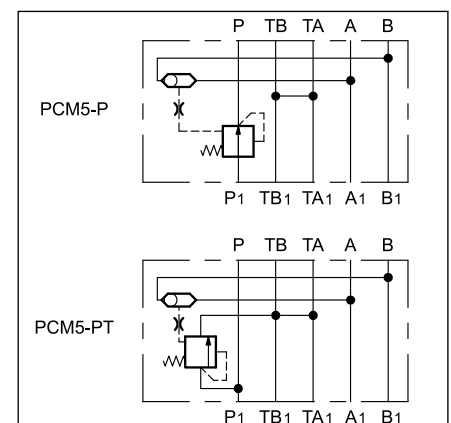 P TB TA A B
PCM5-P
P1 TB1 TA1 A1 B1
P TB TA A B
PCM5-PT
P1 TB1 TA1 A1 B1